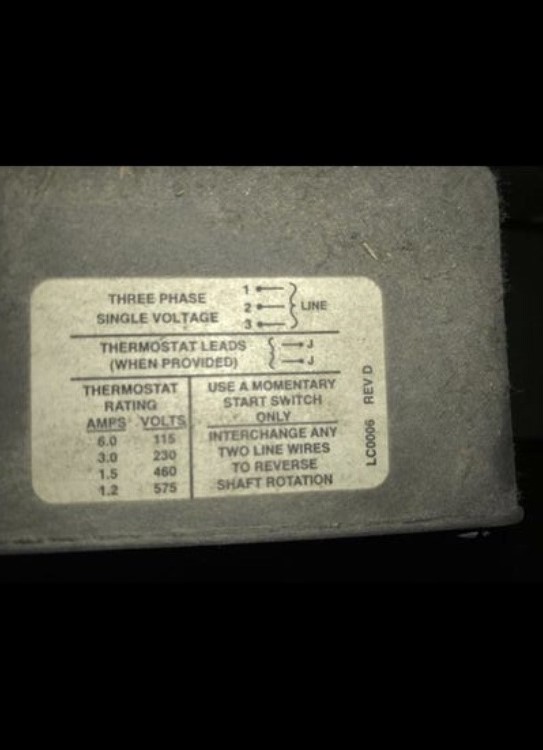 THREE PHASE
SINGLE VOLTAGE
1
2
3
LINE
THERMOSTAT LEADS
(WHEN PROVIDED)
J
J
THERMOSTAT
RATING
AMPS VOLTS
6.0 115
3.0 230
1.5 460
1.2 575
USE A MOMENTARY
START SWITCH
ONLY
INTERCHANGE ANY
TWO LINE WIRES
TO REVERSE
SHAFT ROTATION
LC0006 REV.D